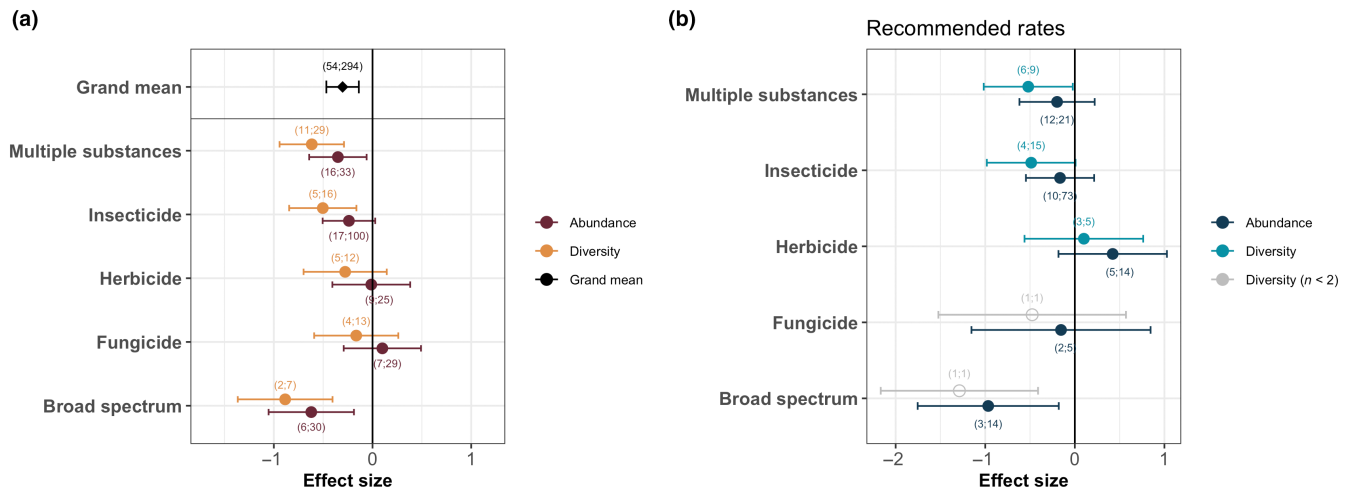 (a)
Grand mean
(54;294)
Multiple substances
(11;29)
(16;33)
Insecticide
(5;16)
(17;100)
Herbicide
(5;12)
(9;25)
Fungicide
(4;13)
(7;29)
Broad spectrum
(2;7)
(6;30)
−1
0
1
Effect size
Abundance
Diversity
Grand mean
(b)
Recommended rates
Multiple substances
(6;9)
(12;21)
Insecticide
(4;15)
(10;73)
Herbicide
(3;5)
(5;14)
Fungicide
(1;1)
(2;5)
Broad spectrum
(1;1)
(3;14)
−2
−1
0
1
Effect size
Abundance
Diversity
Diversity (n < 2)